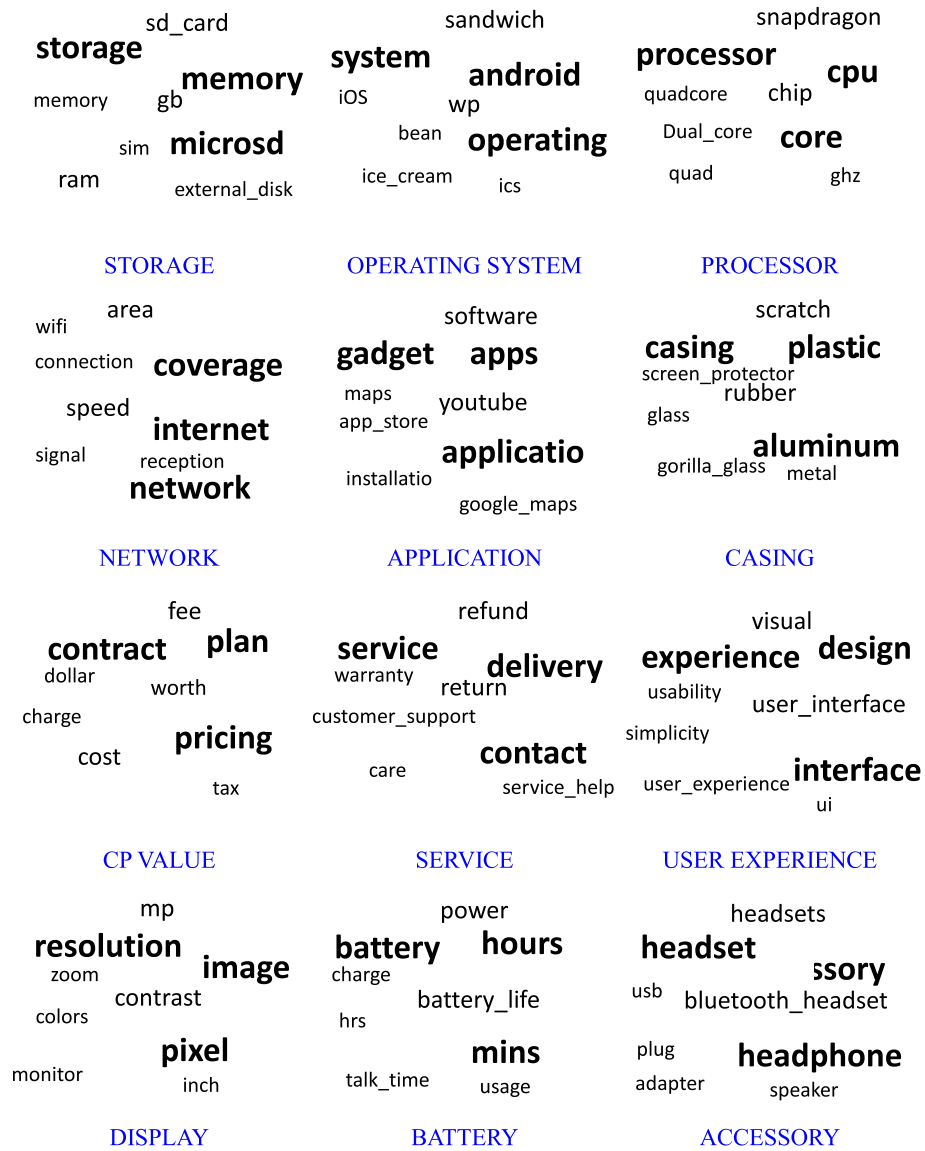 sd_card
storage
memory
memory
gb
sim
microsd
ram
external_disk
STORAGE
sandwich
system
android
iOS
wp
bean
operating
ice_cream
ics
OPERATING SYSTEM
snapdragon
processor
cpu
quadcore
chip
Dual_core
core
quad
ghz
PROCESSOR
area
wifi
connection
coverage
speed
internet
signal
reception
network
NETWORK
software
gadget
apps
maps
youtube
app_store
applicatio
installatio
google_maps
APPLICATION
scratch
casing
plastic
screen_protector
rubber
glass
aluminum
gorilla_glass
metal
CASING
fee
contract
plan
dollar
worth
charge
pricing
cost
tax
CP VALUE
refund
service
delivery
warranty
return
customer_support
contact
care
service_help
SERVICE
visual
experience
design
usability
user_interface
simplicity
interface
user_experience
ui
USER EXPERIENCE
mp
resolution
image
zoom
contrast
colors
pixel
monitor
inch
DISPLAY
power
battery
hours
charge
battery_life
hrs
mins
talk_time
usage
BATTERY
headsets
headset
ssory
usb
bluetooth_headset
plug
headphone
adapter
speaker
ACCESSORY